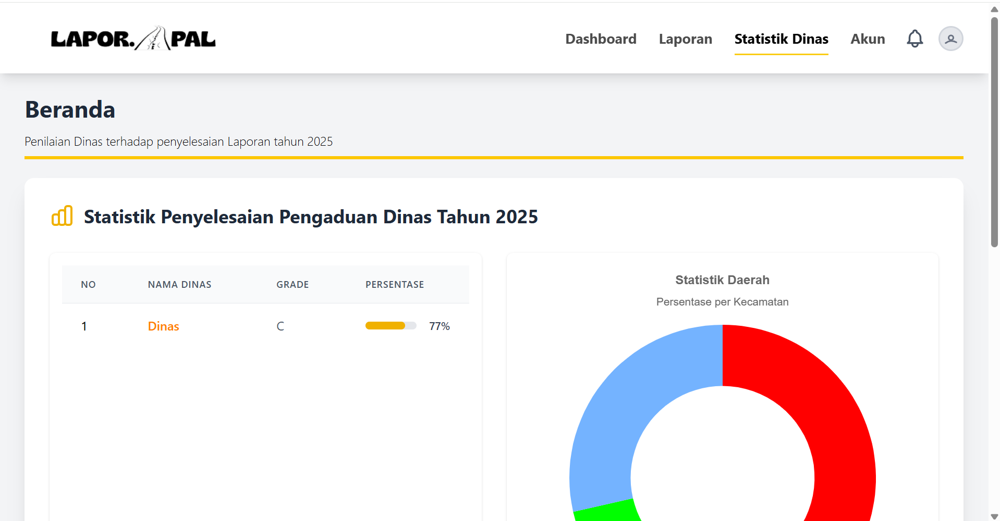 LAPOR. PAL
Dashboard Laporan Statistik Dinas Akun
Beranda
Penilaian Dinas terhadap penyelesaian Laporan tahun 2025
Statistik Penyelesaian Pengaduan Dinas Tahun 2025
NO NAMA DINAS GRADE PERSENTASE
1 Dinas C 77%
Statistik Daerah
Persentase per Kecamatan